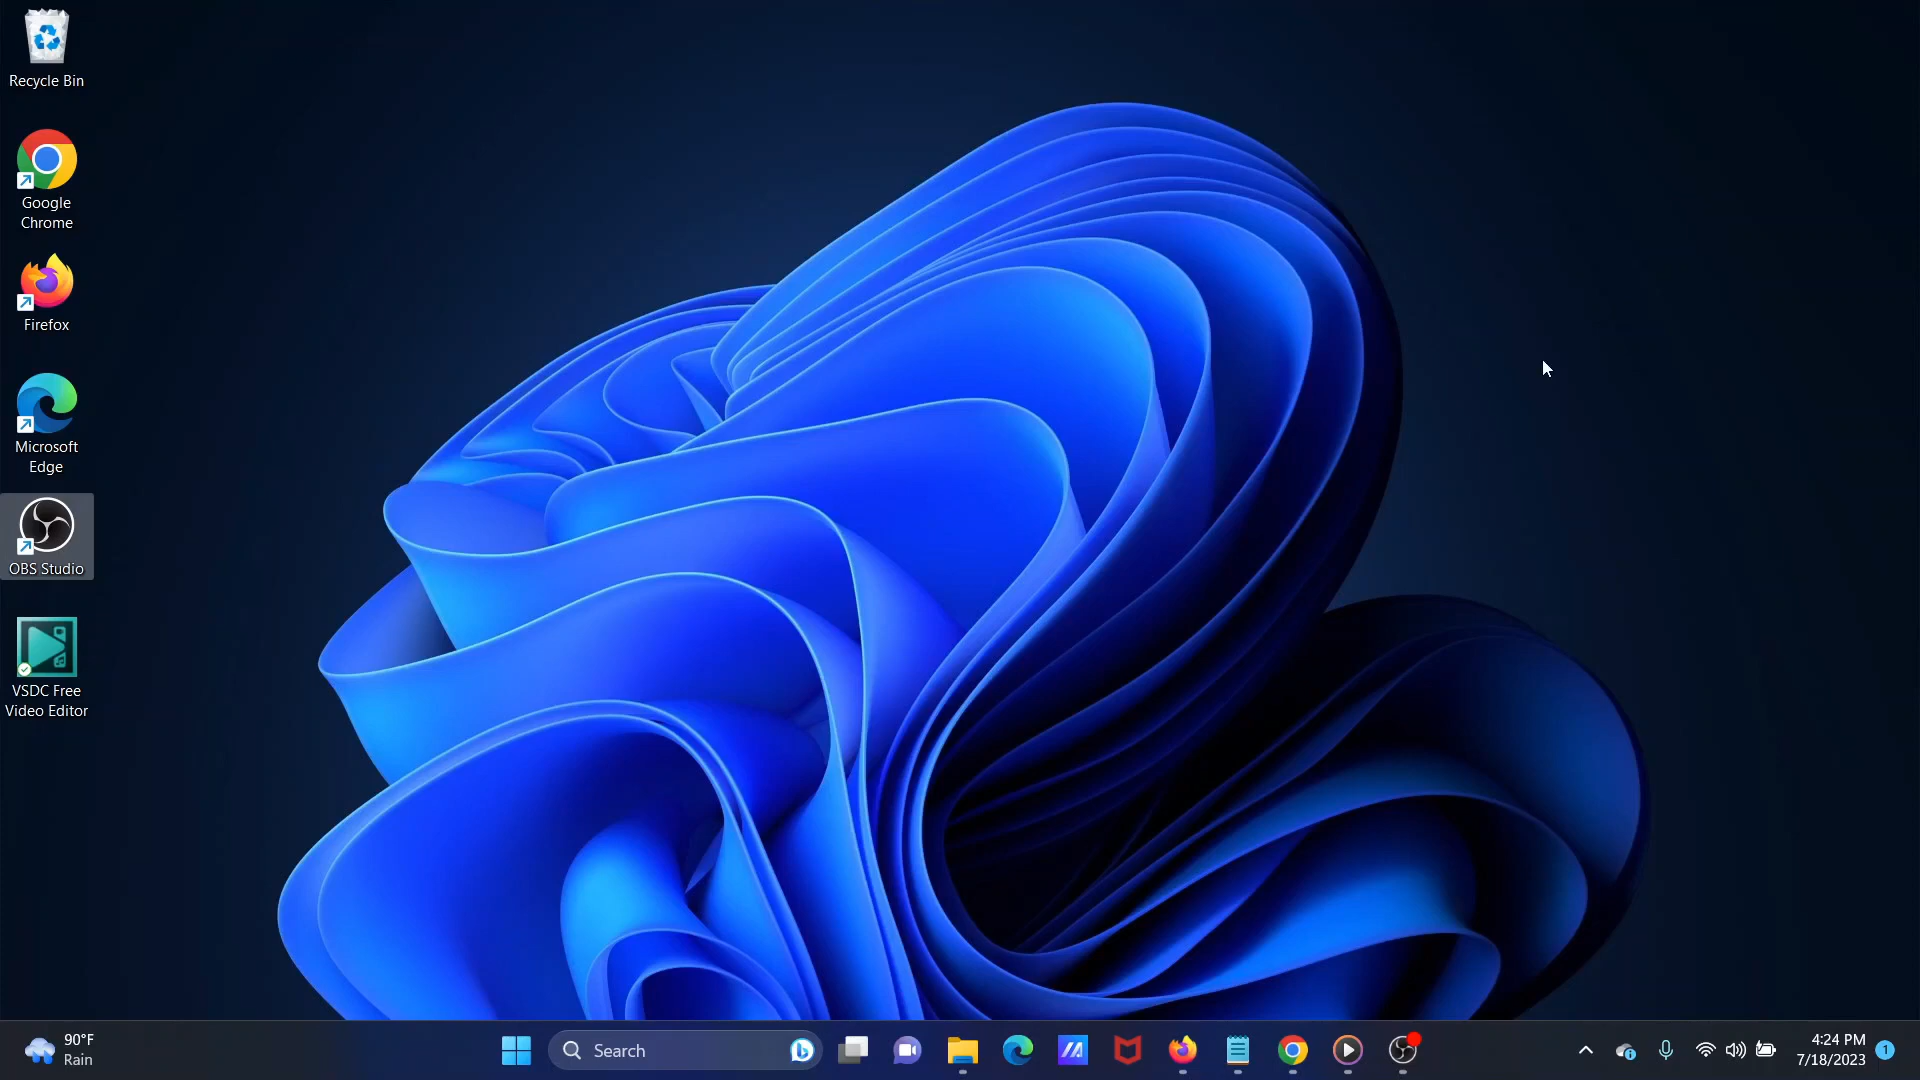 Recycle Bin
Google
Chrome
Firefox
Microsoft
Edge
OBS Studio
VSDC Free
Video Editor
90°F
Rain
Search
4:24 PM
7/18/2023
1